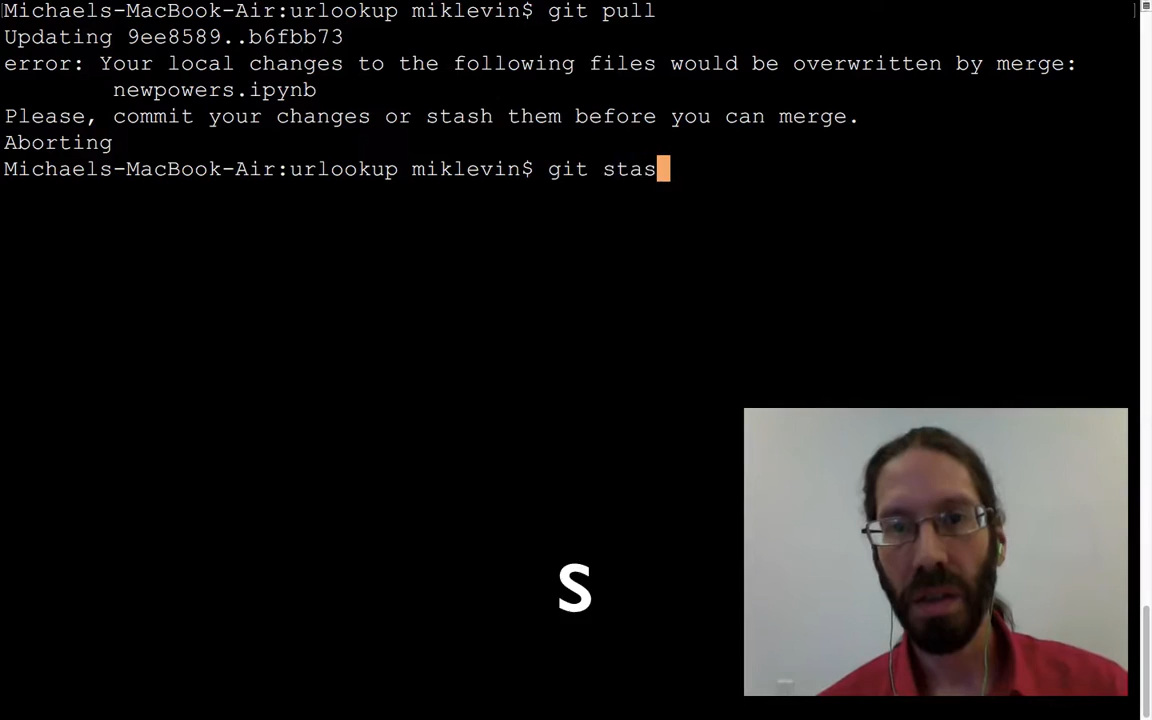 Michaels-MacBook-Air:urlookup miklevin$ git pull
Updating 9ee8589..b6fbb73
error: Your local changes to the following files would be overwritten by merge:
newpowers.ipynb
Please, commit your changes or stash them before you can merge.
Aborting
Michaels-MacBook-Air:urlookup miklevin$ git stas
S